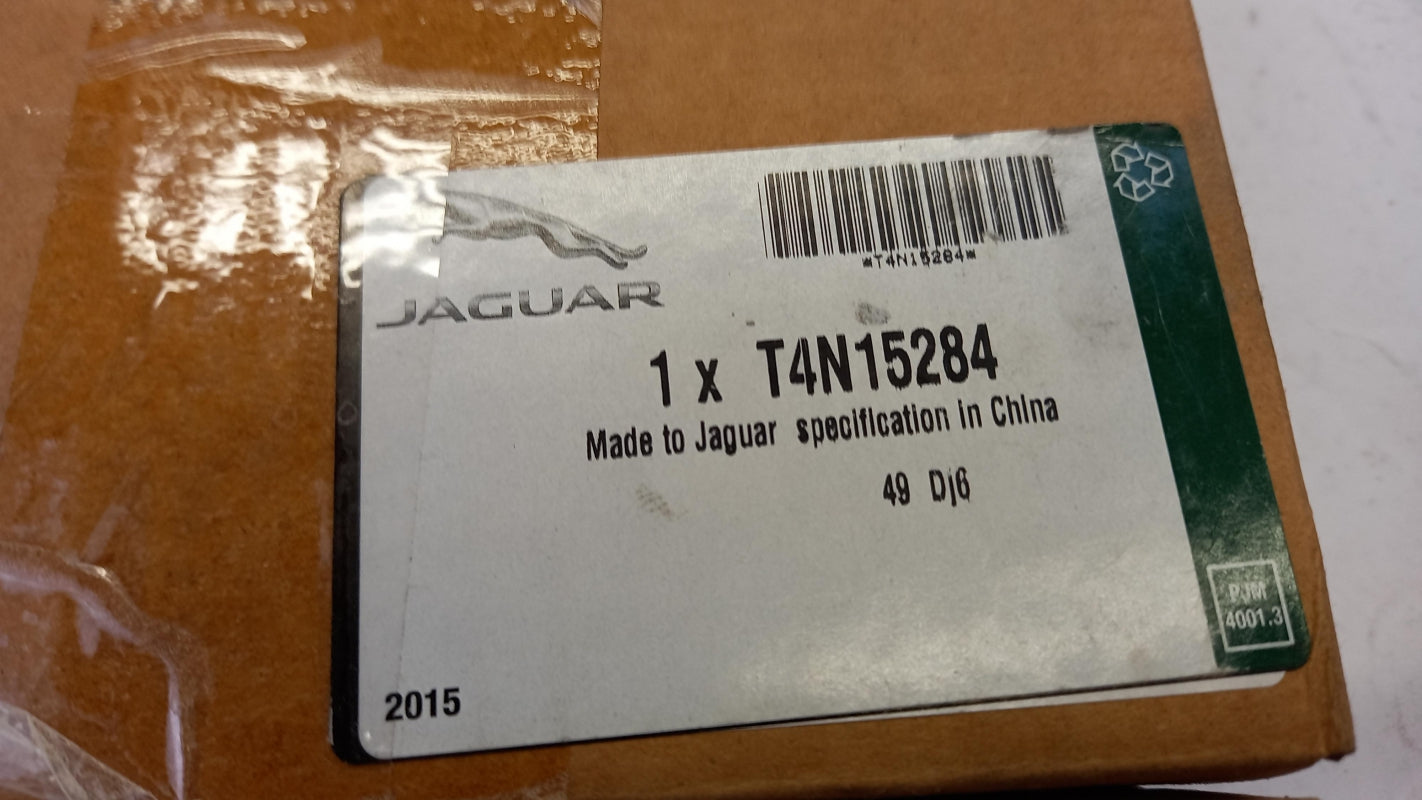 *T4N15284*
JAGUAR
1 x T4N15284
Made to Jaguar specification in China
49 Dj6
PJM
4001.3
2015